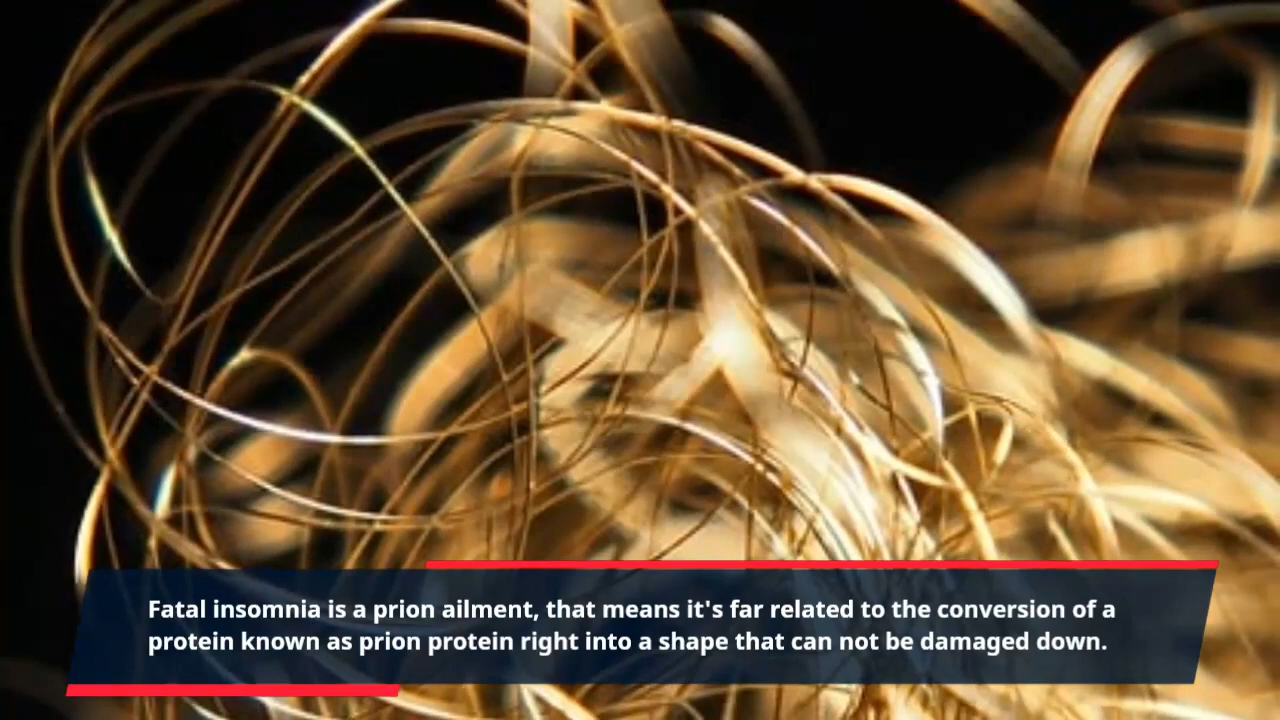 Fatal insomnia is a prion ailment, that means it's far related to the conversion of a
protein known as prion protein right into a shape that can not be damaged down.